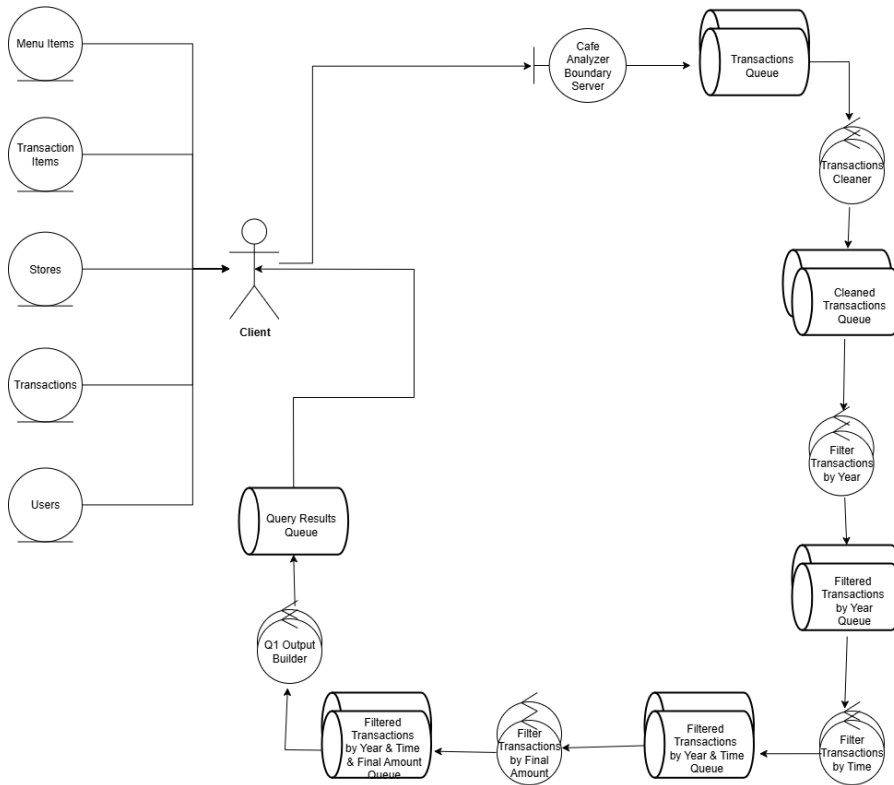 Menu Items
Transaction
Items
Stores
Transactions
Users
Client
Cafe
Analyzer
Boundary
Server
Transactions
Queue
Transactions
Cleaner
Cleaned
Transactions
Queue
Filter
Transactions
by Year
Filtered
Transactions
by Year
Queue
Filter
Transactions
by Time
Filtered
Transactions
by Year & Time
Queue
Filter
Transactions
by Final
Amount
Filtered
Transactions
by Year & Time
& Final Amount
Queue
Q1 Output
Builder
Query Results
Queue